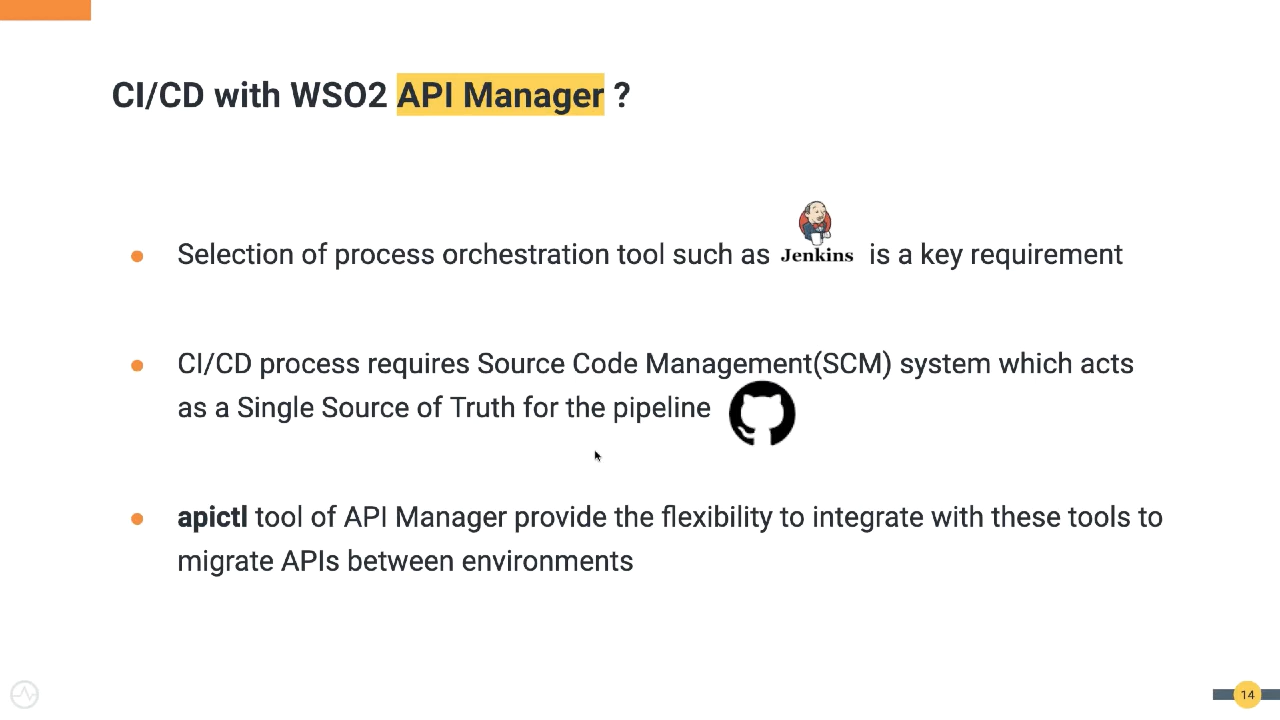 CI/CD with WSO2 API Manager ?
Selection of process orchestration tool such as Jenkins is a key requirement
CI/CD process requires Source Code Management(SCM) system which acts
as a Single Source of Truth for the pipeline
apictl tool of API Manager provide the flexibility to integrate with these tools to
migrate APIs between environments
14